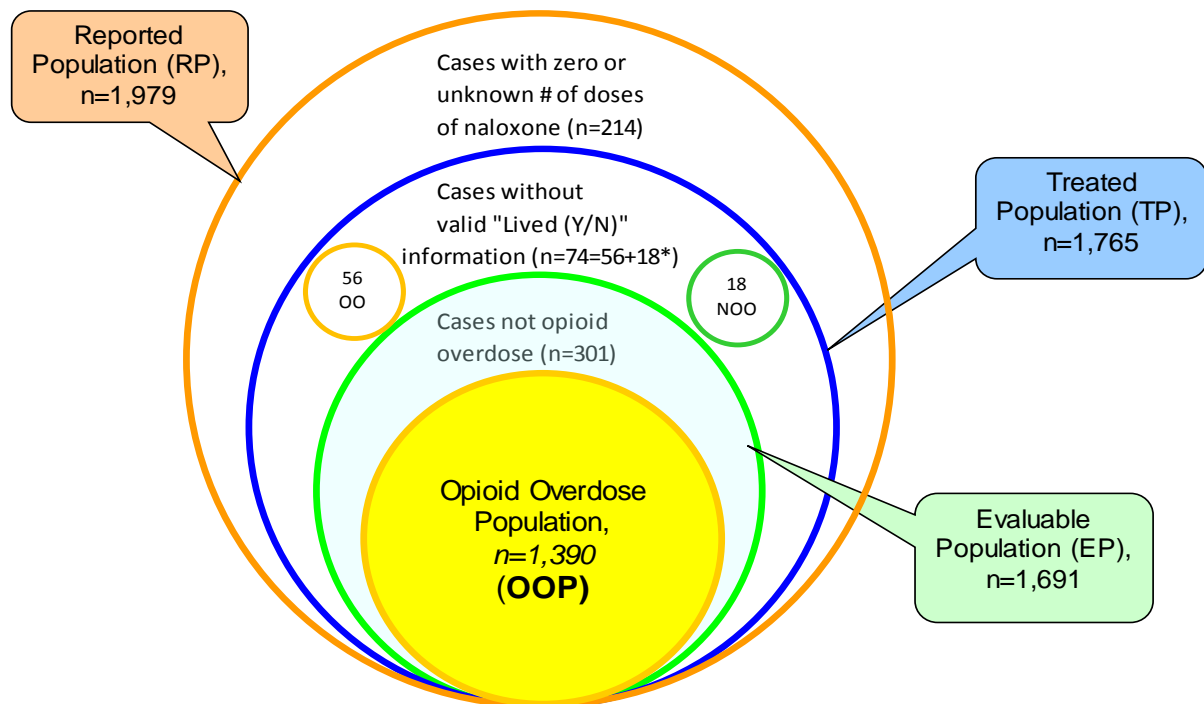 Reported
Population (RP),
n=1,979
Cases with zero or
unknown # of doses
of naloxone (n=214)
Treated
Population (TP),
n=1,765
Cases without
valid "Lived (Y/N)"
information (n=74=56+18*)
56
OO
18
NOO
Cases not opioid
overdose (n=301)
Opioid Overdose
Population,
n=1,390
(OOP)
Evaluable
Population (EP),
n=1,691